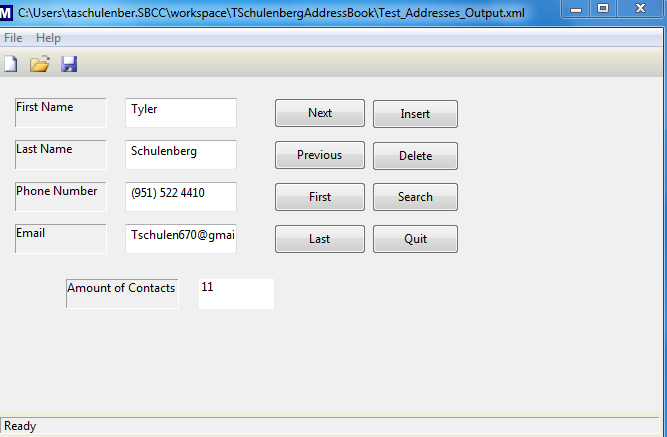 M C:\Users\taschulenber.SBCC\workspace\TSchulenbergAddressBook\Test_Addresses_Output.xml
File Help
First Name Tyler Next Insert
Last Name Schulenberg Previous Delete
Phone Number (951) 522 4410 First Search
Email Tschulen670@gmai Last Quit
Amount of Contacts 11
Ready